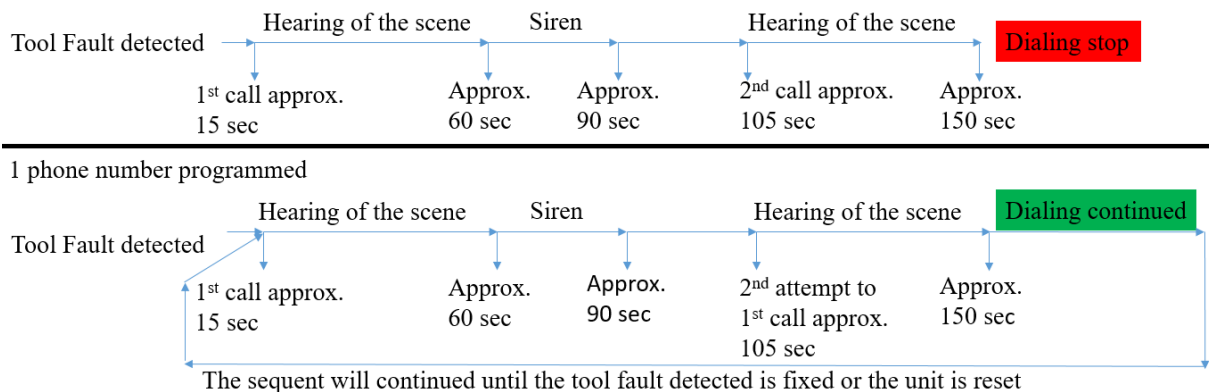 Hearing of the scene Siren Hearing of the scene
Tool Fault detected Dialing stop
1st call approx. Approx. Approx. 2nd call approx. Approx.
15 sec 60 sec 90 sec 105 sec 150 sec
1 phone number programmed
Hearing of the scene Siren Hearing of the scene Dialing continued
Tool Fault detected
1st call approx. Approx. Approx. 2nd attempt to Approx.
15 sec 60 sec 90 sec 1st call approx. 150 sec
105 sec
The sequent will continued until the tool fault detected is fixed or the unit is reset